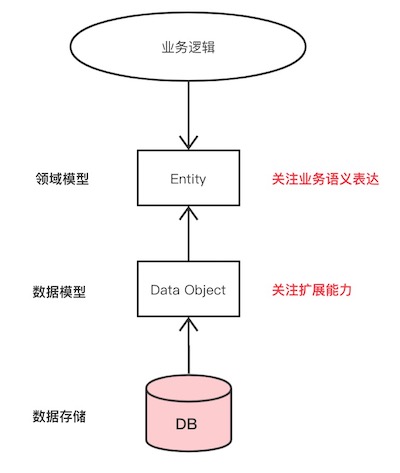 业务逻辑
领域模型
Entity
关注业务语义表达
数据模型
Data Object
关注扩展能力
数据存储
DB